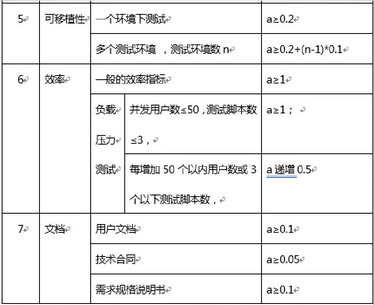 5 可移植性 一个环境下测试 a≥0.2
多个测试环境 ，测试环境数 n a≥0.2+(n-1)*0.1
6 效率 一般的效率指标 a≥1
负载 并发用户数≤50，测试脚本数 a≥1；
压力 ≤3，
测试 每增加 50 个以内用户数或 3 a 递增 0.5
个以下测试脚本数，
7 文档 用户文档 a≥0.1
技术合同 a≥0.05
需求规格说明书 a≥0.1